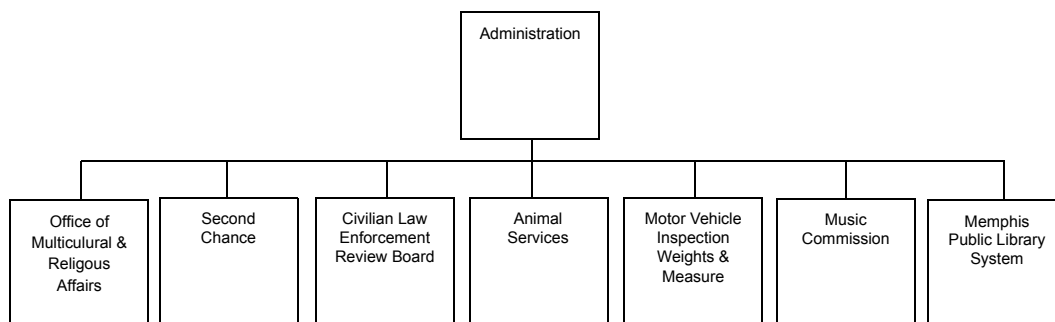 Administration
Office of
Multiculural &
Religous
Affairs
Second
Chance
Civilian Law
Enforcement
Review Board
Animal
Services
Motor Vehicle
Inspection
Weights &
Measure
Music
Commission
Memphis
Public Library
System